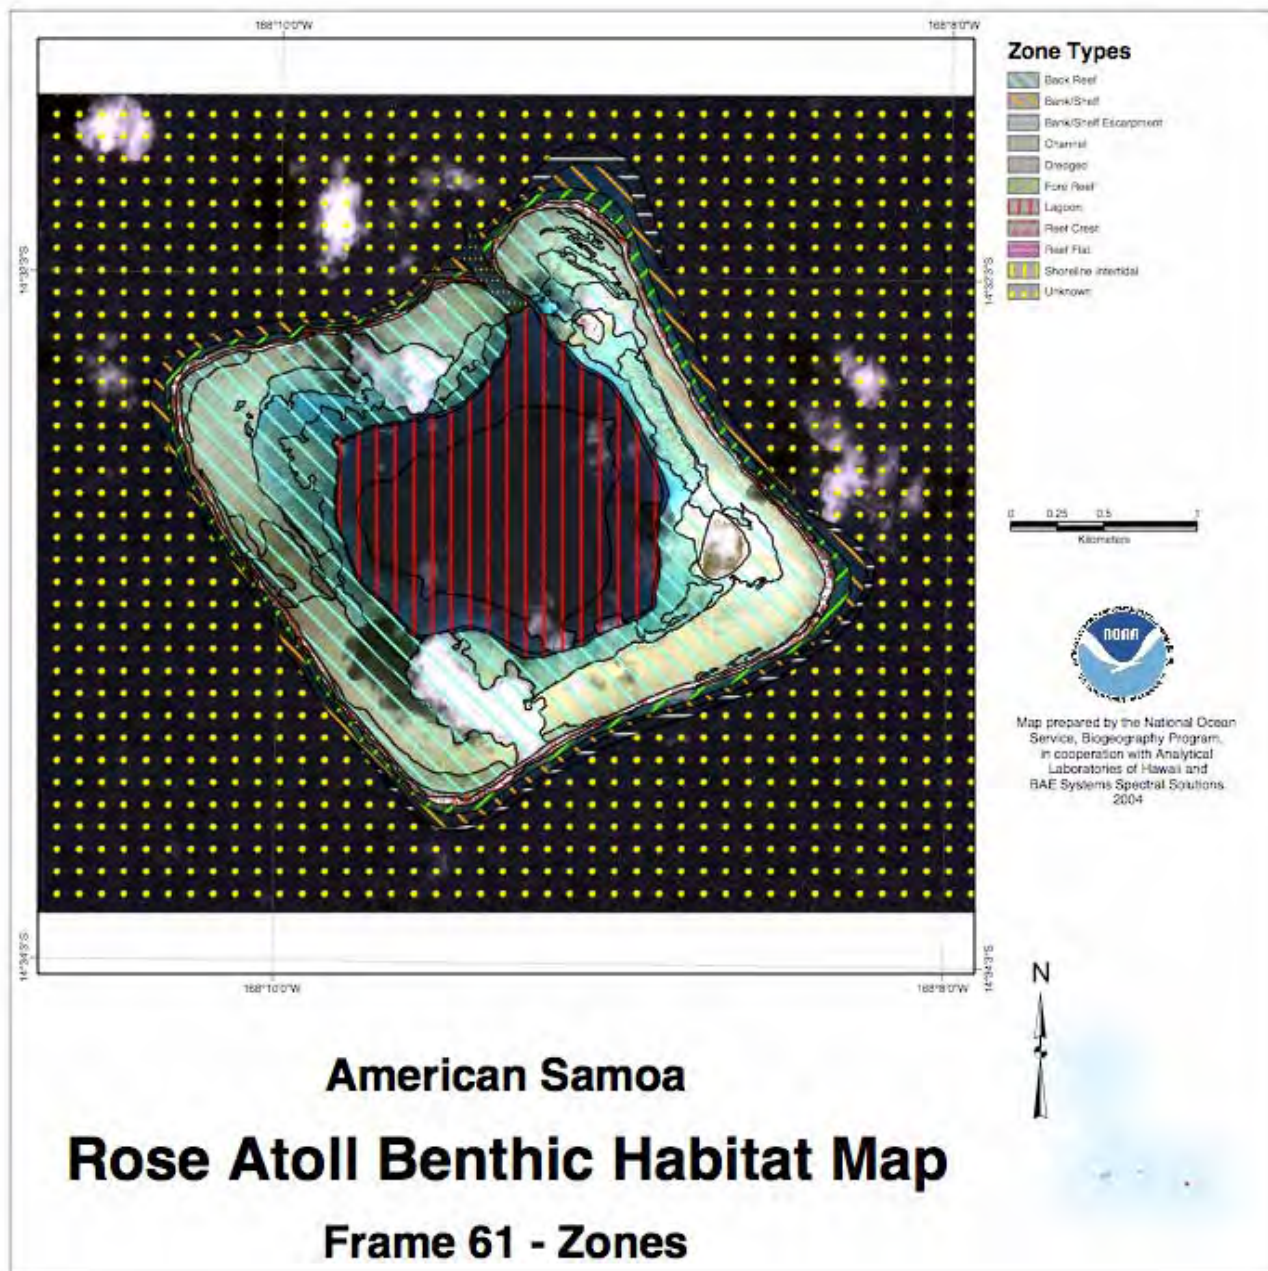 168°10'0"W
168°8'0"W
Zone Types
Back Reef
Bank/Shelf
Bank/Shelf Escarpment
Channel
Dredged
Fore Reef
Lagoon
Reef Crest
Reef Flat
Shoreline Intertidal
Unknown
14°32'3"S
14°32'3"S
0 0.25 0.5 1
Kilometers
NOAA
Map prepared by the National Ocean
Service, Biogeography Program,
in cooperation with Analytical
Laboratories of Hawaii and
BAE Systems Spectral Solutions
2004
14°34'3"S
14°34'3"S
168°10'0"W
168°8'0"W
N
American Samoa
Rose Atoll Benthic Habitat Map
Frame 61 - Zones